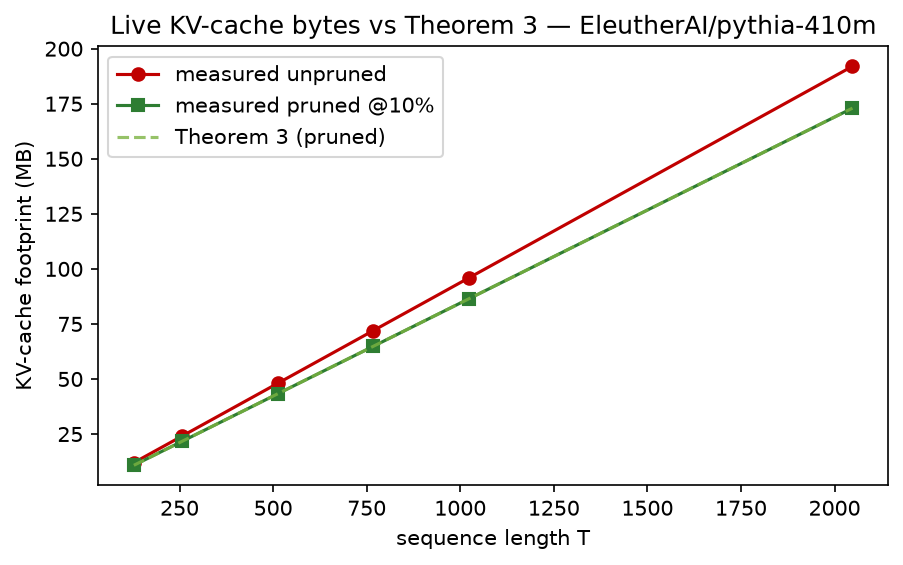 Live KV-cache bytes vs Theorem 3 — EleutherAI/pythia-410m
measured unpruned
measured pruned @10%
Theorem 3 (pruned)
KV-cache footprint (MB)
200
175
150
125
100
75
50
25
250 500 750 1000 1250 1500 1750 2000
sequence length T